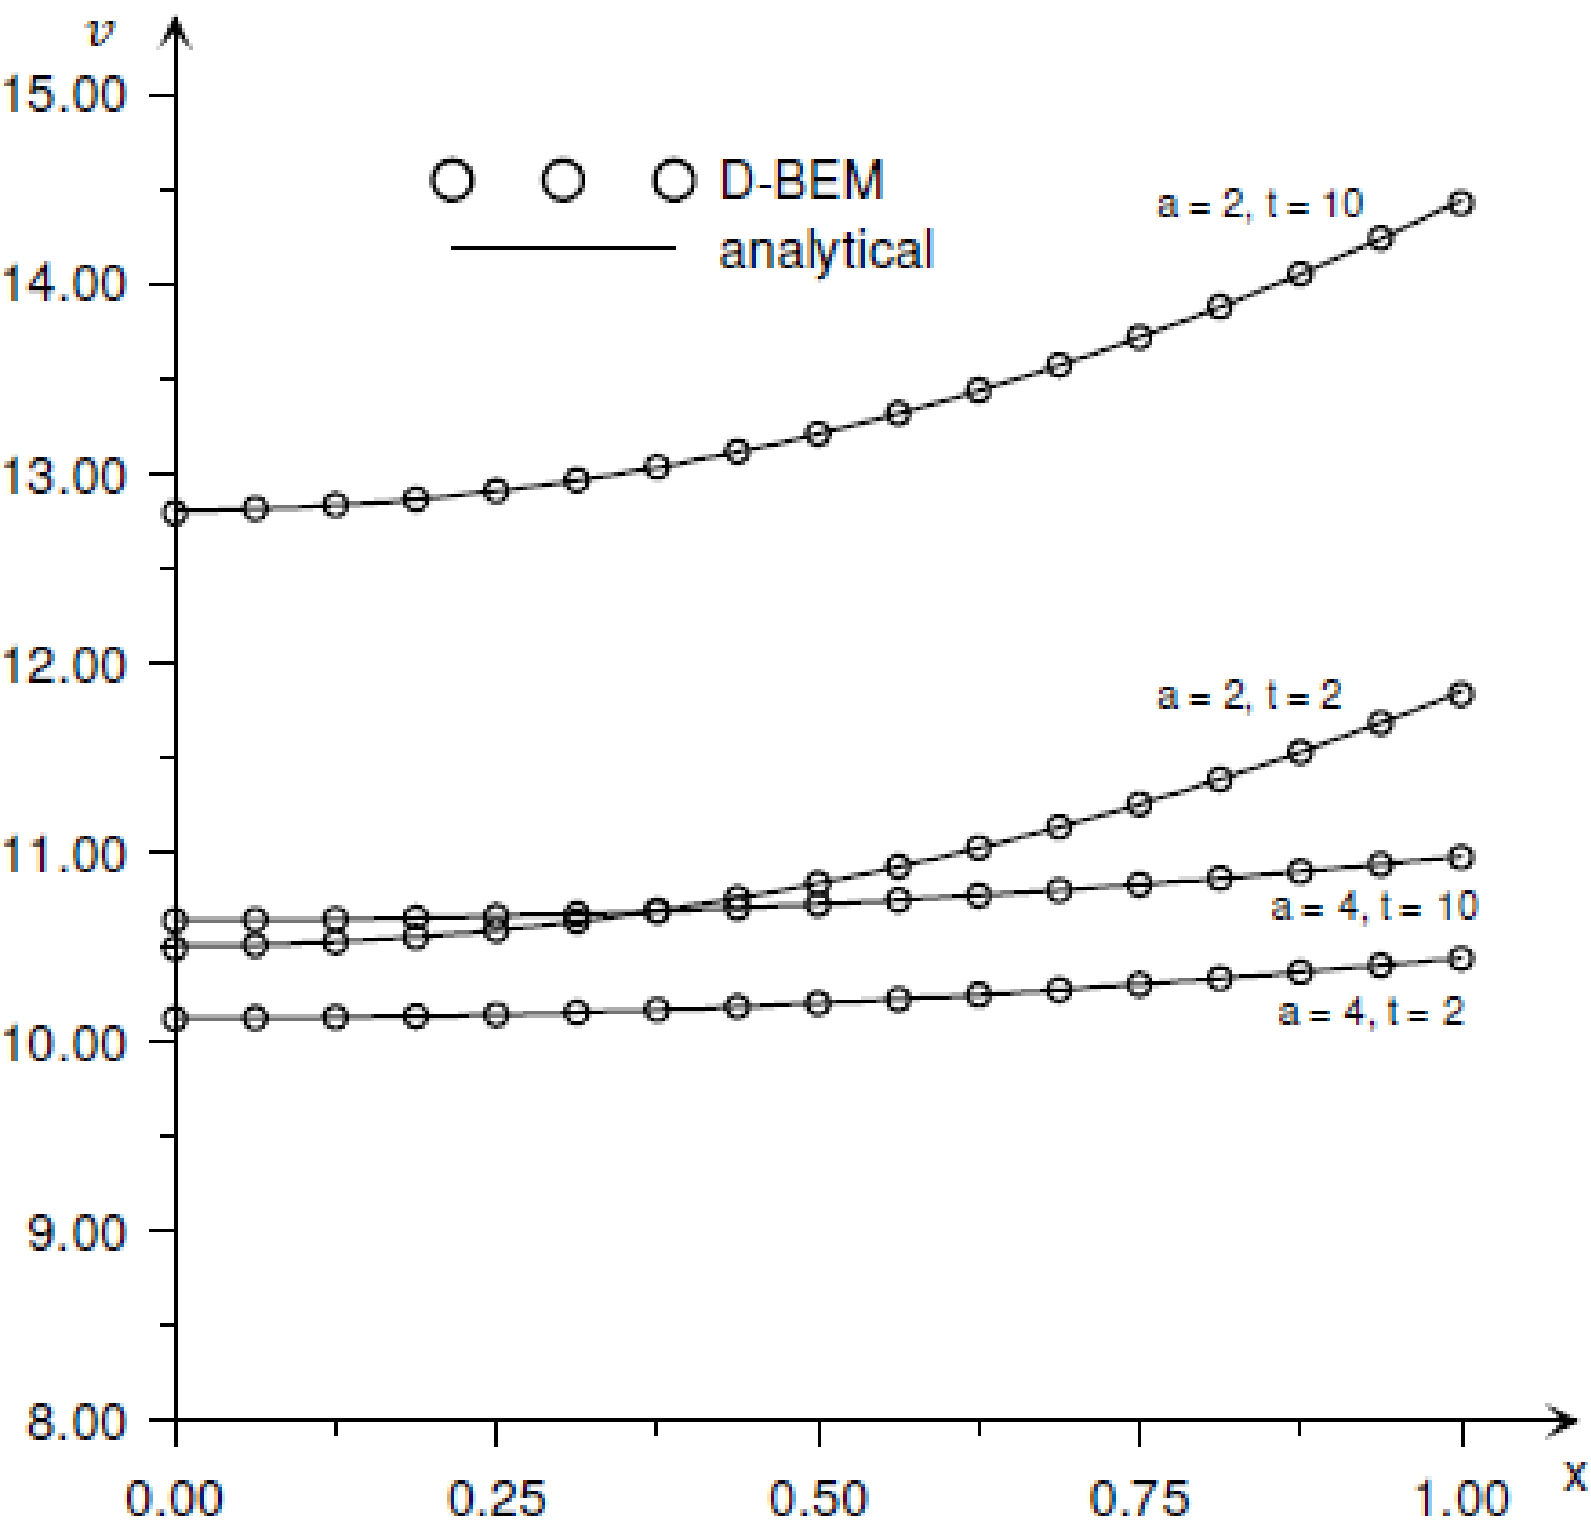 v
15.00
D-BEM
a = 2, t = 10
analytical
14.00
13.00
12.00
a = 2, t = 2
11.00
a = 4, t = 10
a = 4, t = 2
10.00
9.00
8.00
x
0.00 0.25 0.50 0.75 1.00